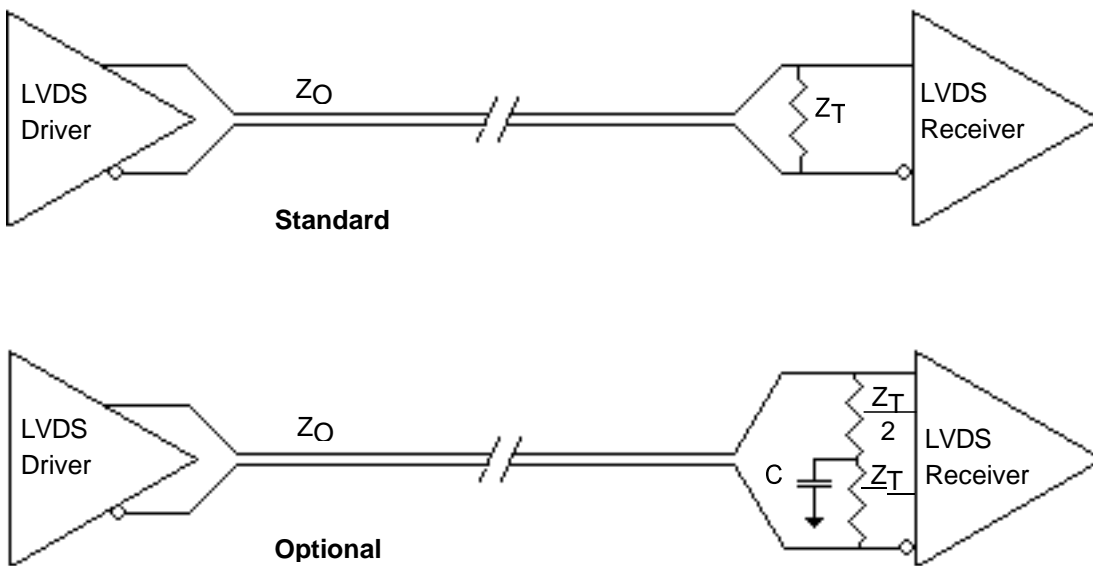 LVDS
Driver
ZO
ZT
LVDS
Receiver
Standard
LVDS
Driver
ZO
ZT
2
C
ZT
LVDS
Receiver
Optional